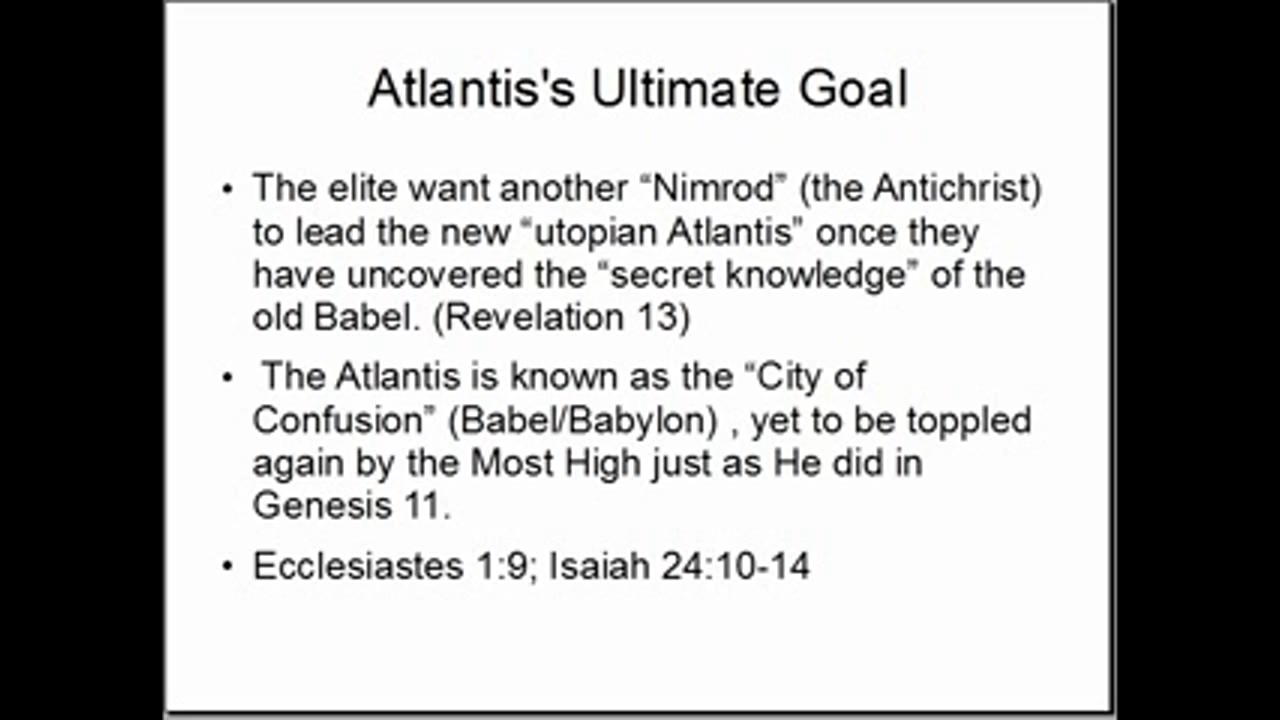 Atlantis's Ultimate Goal
• The elite want another “Nimrod” (the Antichrist)
to lead the new “utopian Atlantis” once they
have uncovered the “secret knowledge” of the
old Babel. (Revelation 13)
• The Atlantis is known as the “City of
Confusion” (Babel/Babylon) , yet to be toppled
again by the Most High just as He did in
Genesis 11.
• Ecclesiastes 1:9; Isaiah 24:10-14